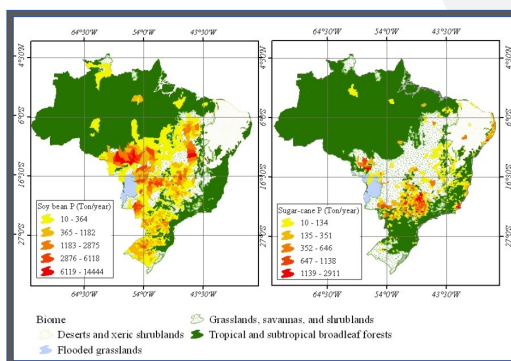 64°30'W 54°0'W 43°30'W
64°30'W 54°0'W 43°30'W
4°30'N
6°0'S
16°30'S
27°0'S
4°30'N
6°0'S
16°30'S
27°0'S
Soy bean P (Ton/year)
10 - 364
365 - 1182
1183 - 2875
2876 - 6118
6119 - 14444
Sugar-cane P (Ton/year)
10 - 134
135 - 351
352 - 646
647 - 1138
1139 - 2911
64°30'W 54°0'W 43°30'W
64°30'W 54°0'W 43°30'W
Biome
Grasslands, savannas, and shrublands
Deserts and xeric shrublands
Tropical and subtropical broadleaf forests
Flooded grasslands